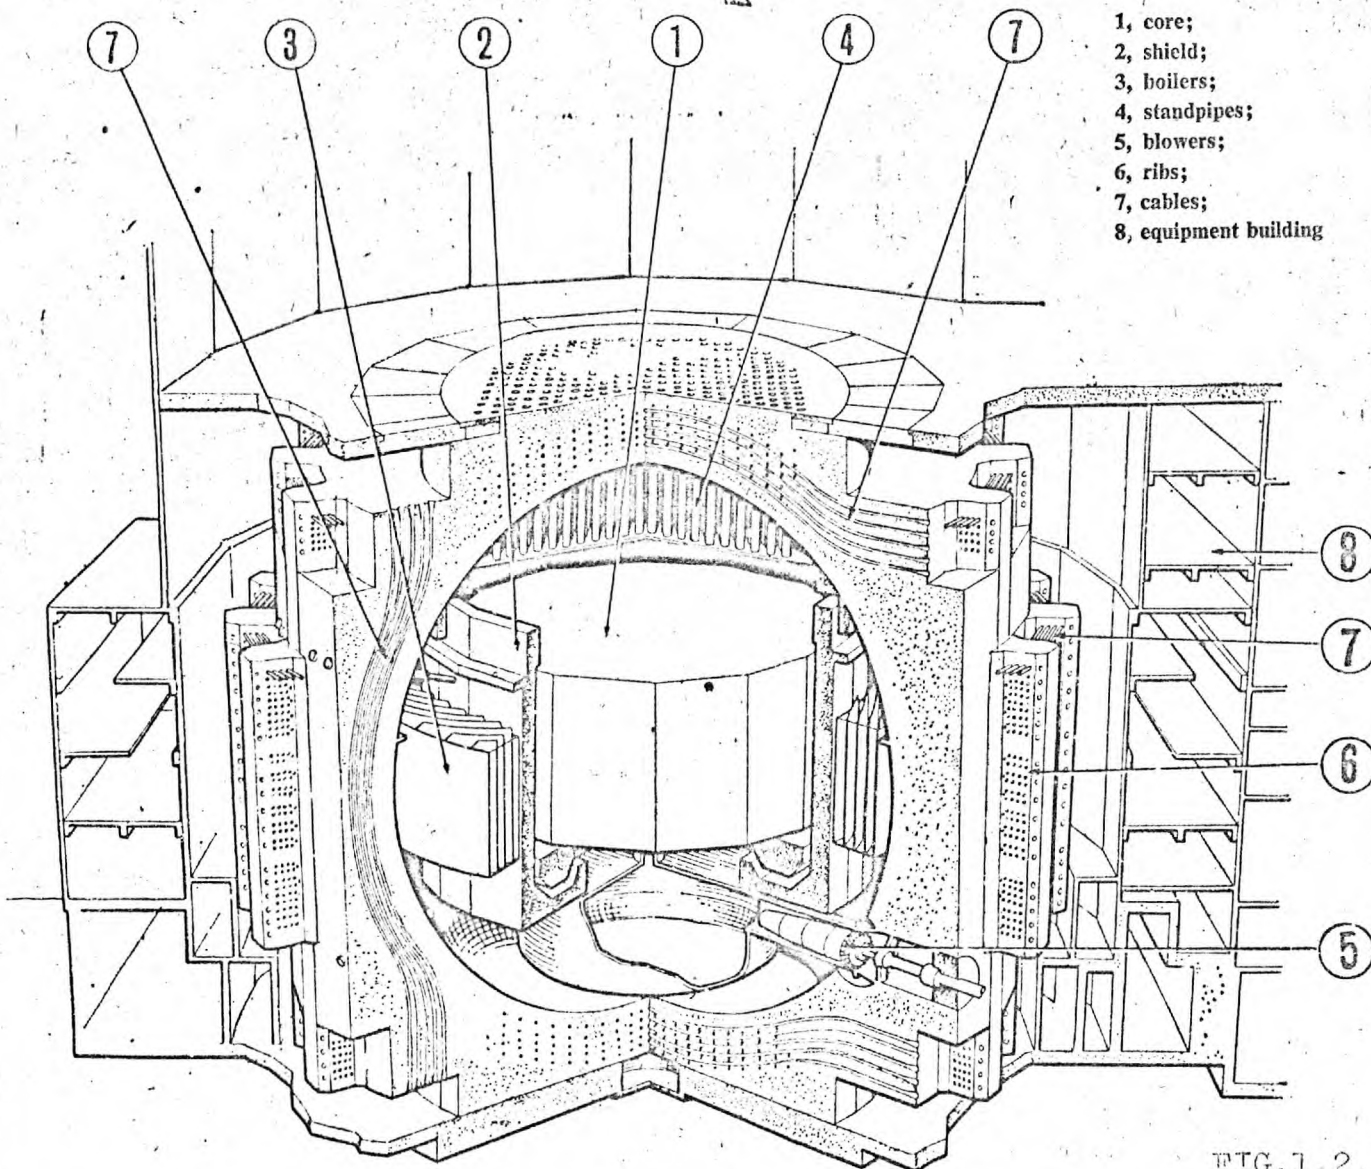 7 3 2 1 4 7
1, core;
2, shield;
3, boilers;
4, standpipes;
5, blowers;
6, ribs;
7, cables;
8, equipment building
8
7
6
5
FIG.7.2